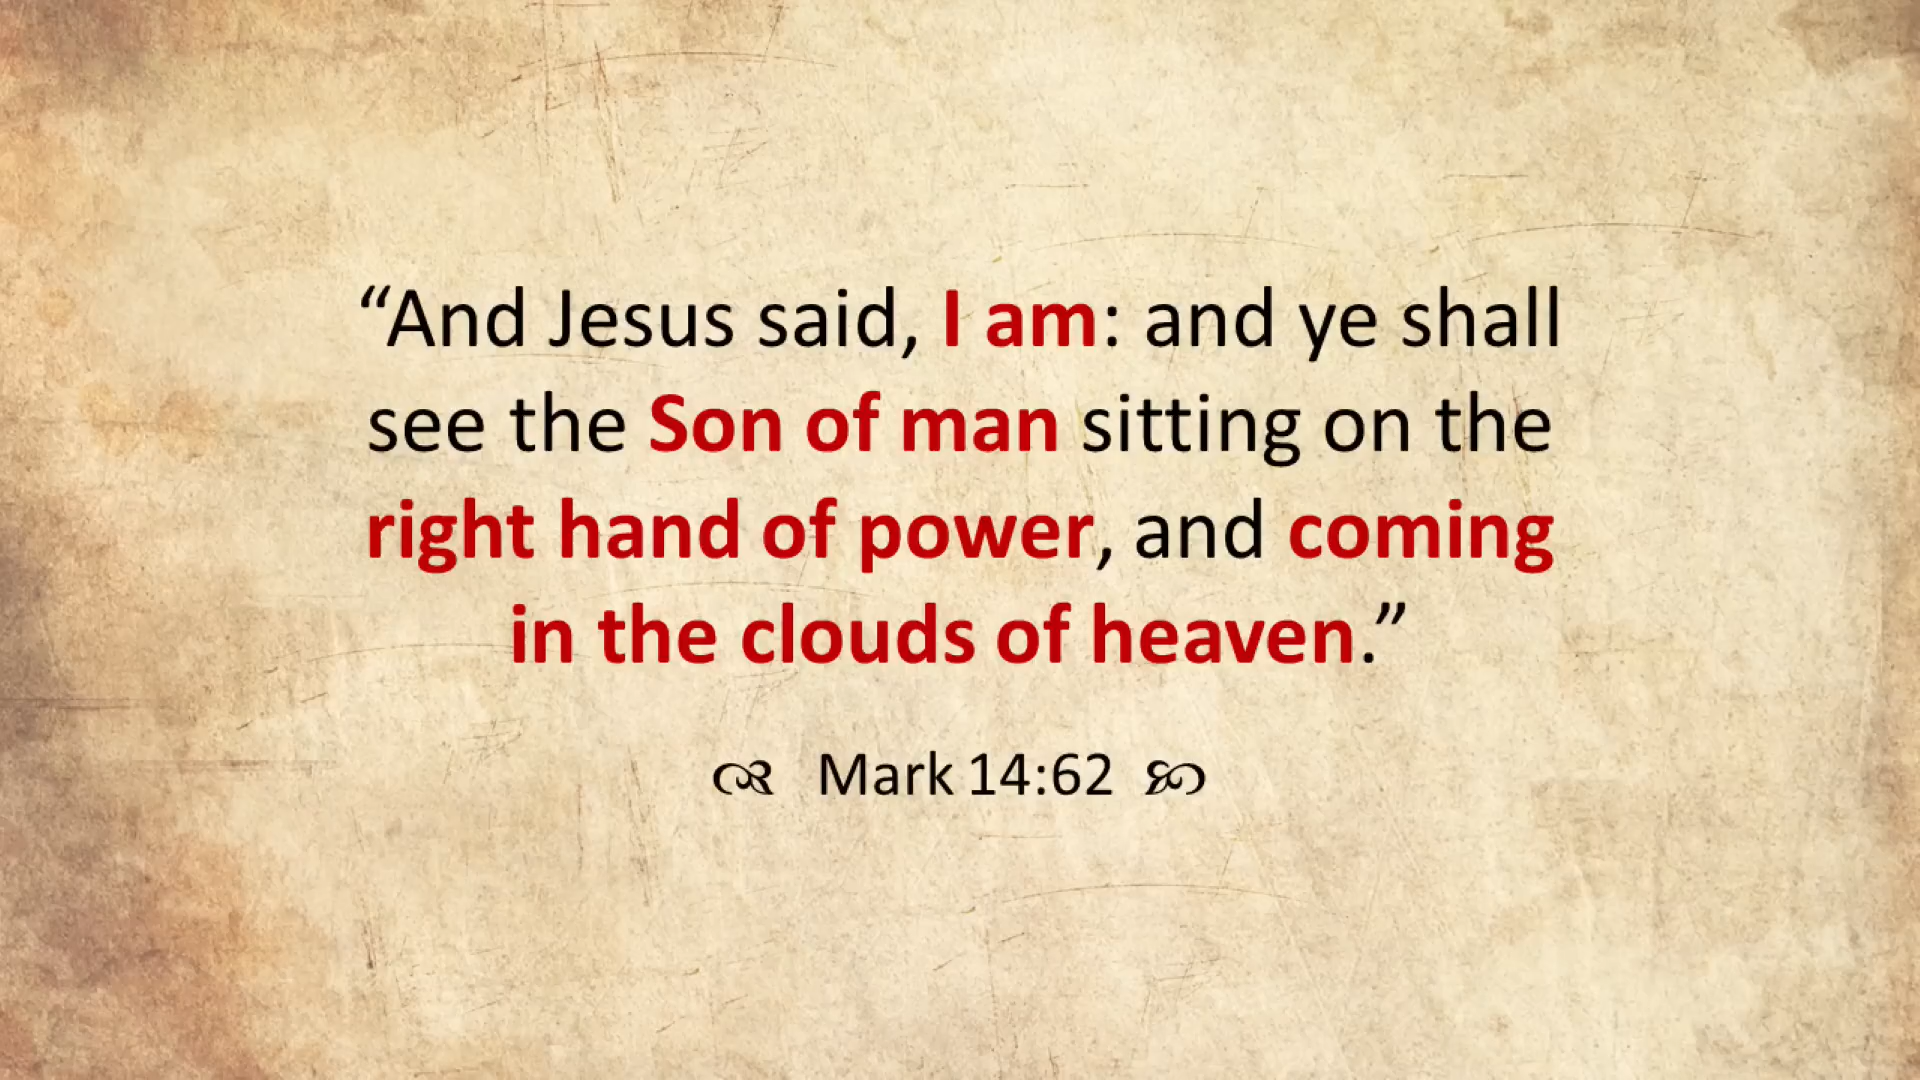 “And Jesus said, I am: and ye shall
see the Son of man sitting on the
right hand of power, and coming
in the clouds of heaven.”
Mark 14:62